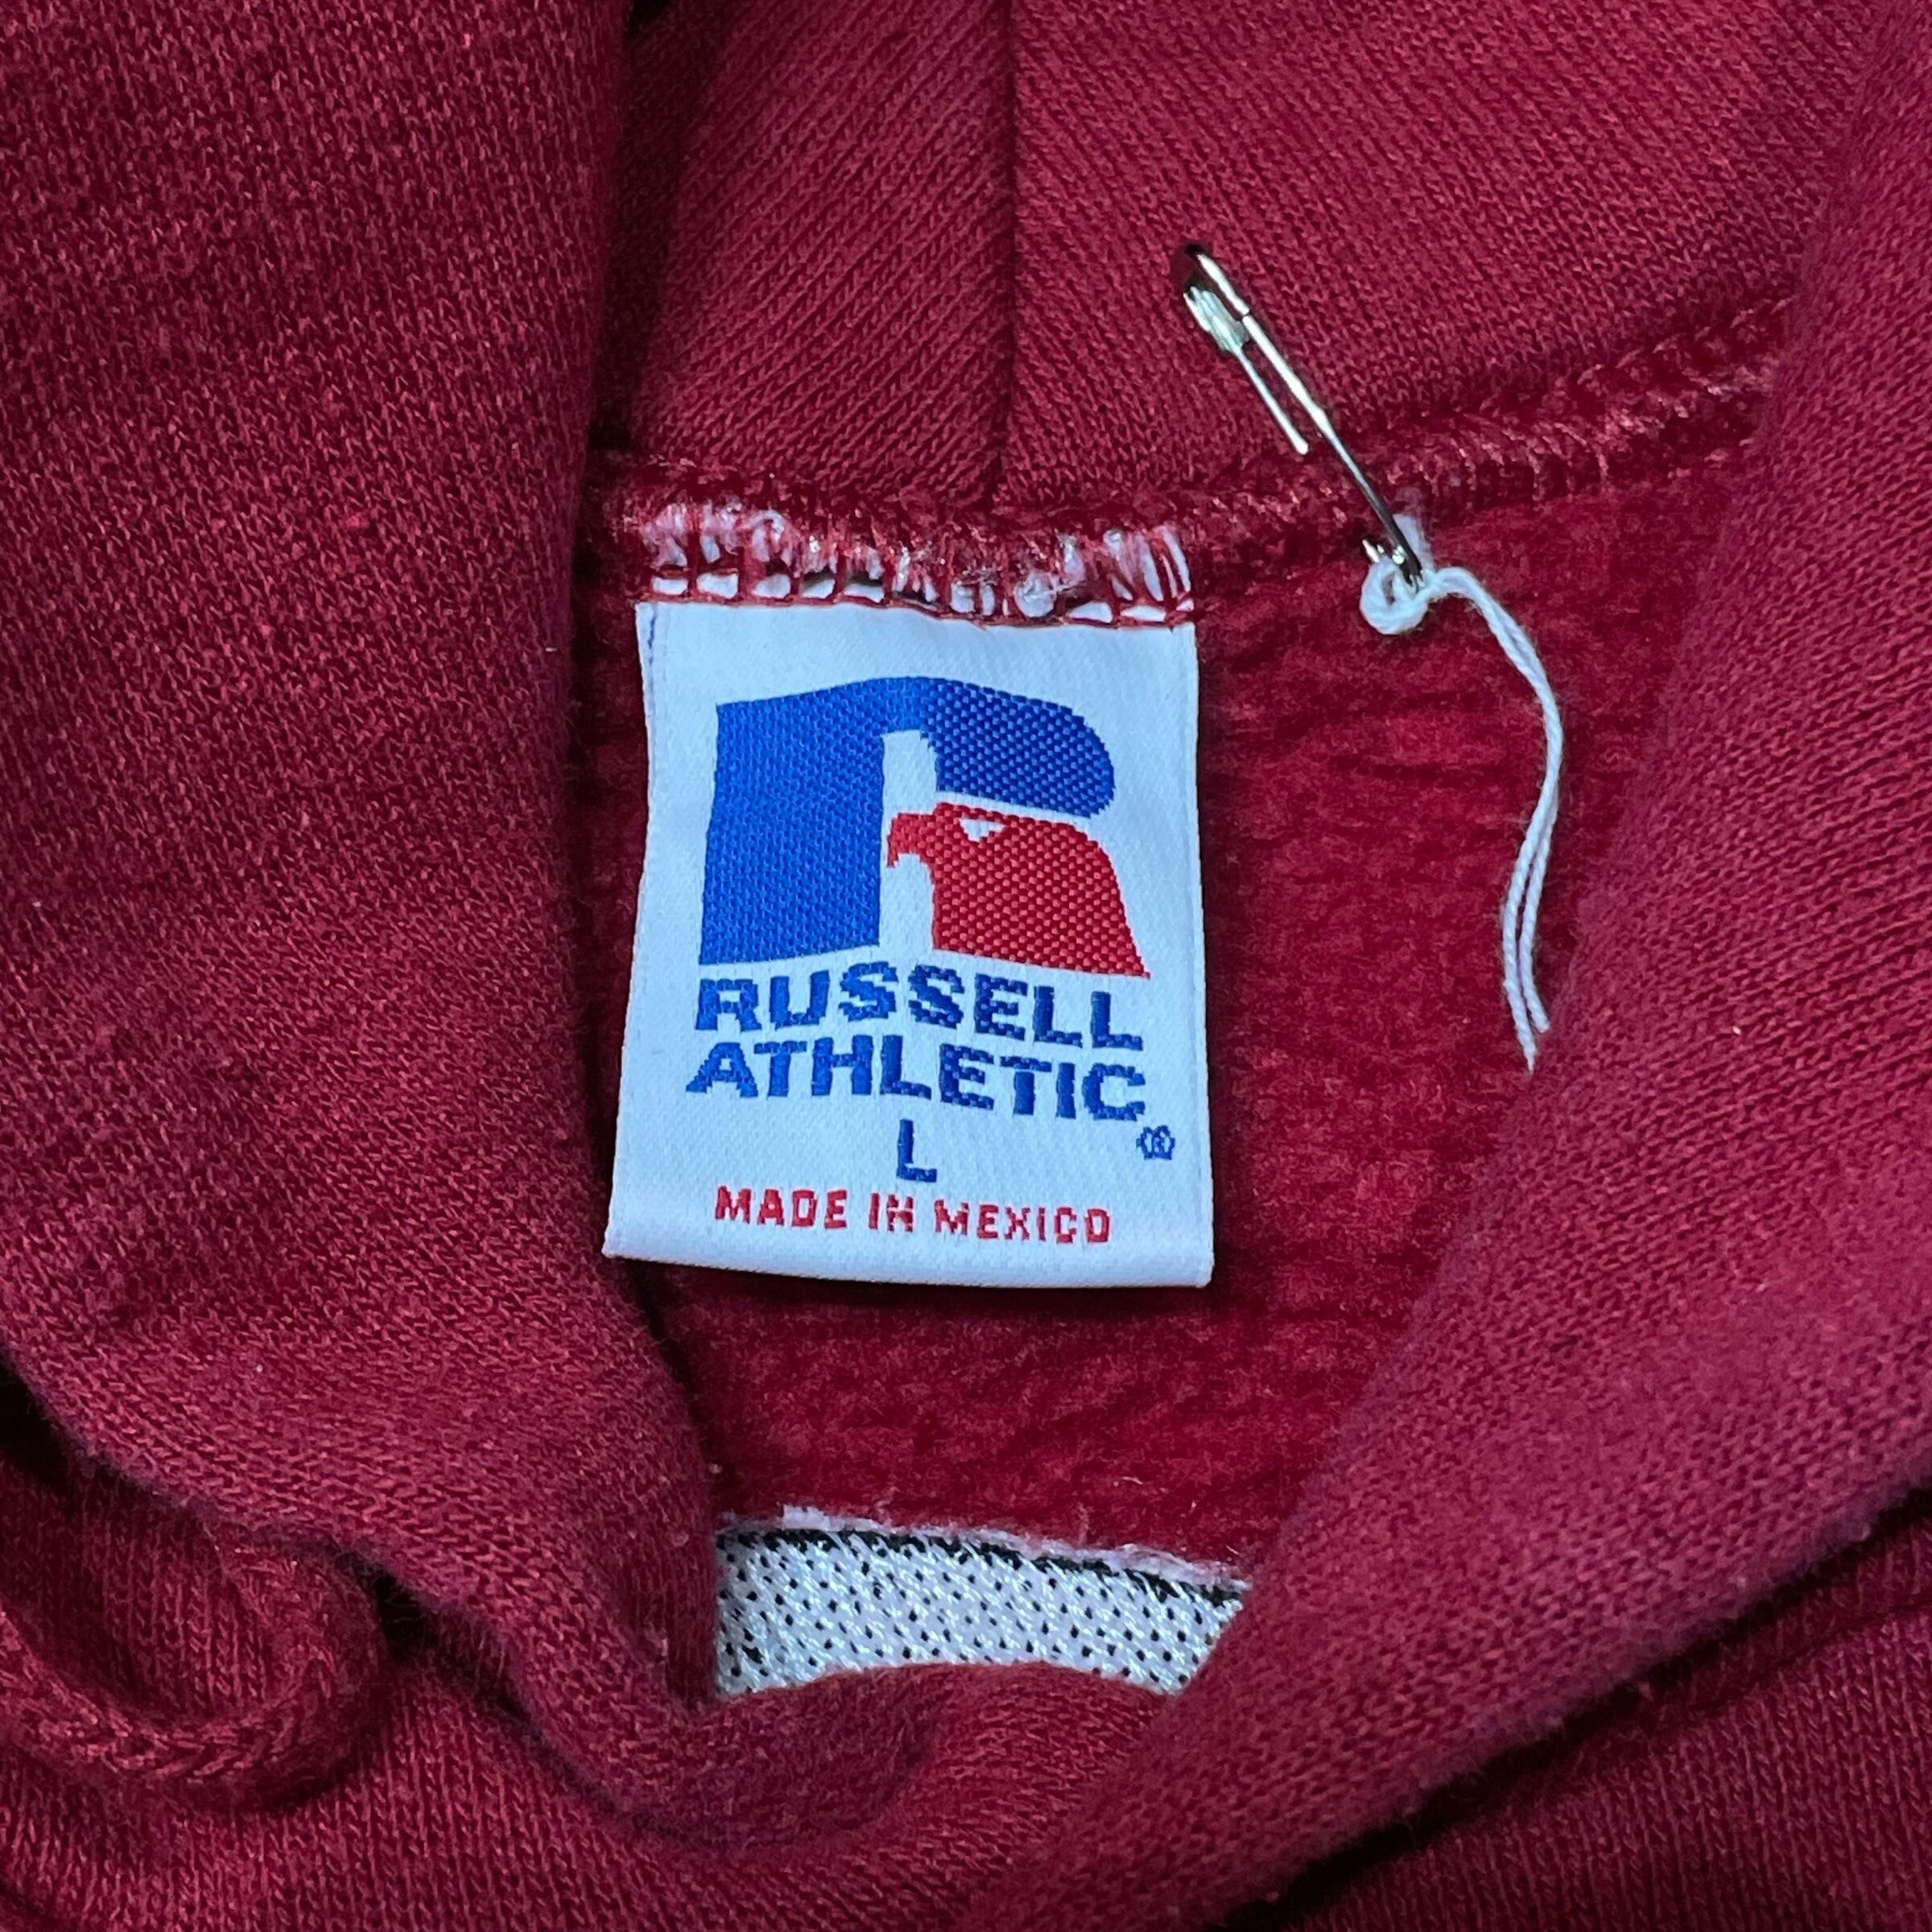 RUSSELL
ATHLETIC®
L
MADE IN MEXICO